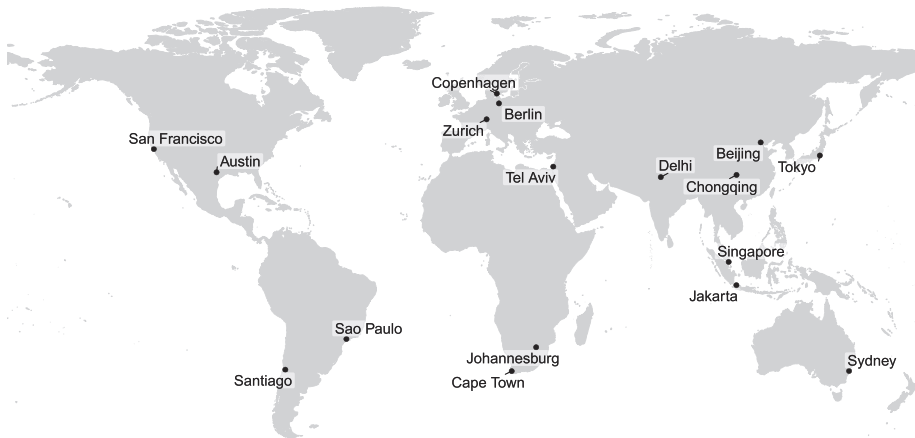 Copenhagen
Berlin
Zurich
San Francisco
Austin
Tel Aviv
Delhi
Beijing
Tokyo
Chongqing
Singapore
Jakarta
Sao Paulo
Johannesburg
Sydney
Santiago
Cape Town